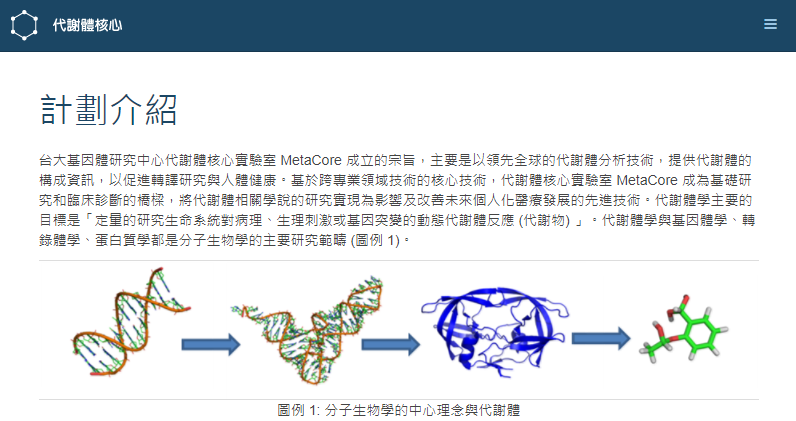 代謝體核心
計劃介紹
台大基因體研究中心代謝體核心實驗室 MetaCore 成立的宗旨，主要是以領先全球的代謝體分析技術，提供代謝體的
構成資訊，以促進轉譯研究與人體健康。基於跨專業領域技術的核心技術，代謝體核心實驗室 MetaCore 成為基礎研
究和臨床診斷的橋樑，將代謝體相關學說的研究實現為影響及改善未來個人化醫療發展的先進技術。代謝體學主要的
目標是「定量的研究生命系統對病理、生理刺激或基因突變的動態代謝體反應 (代謝物) 」。代謝體學與基因體學、轉
錄體學、蛋白質學都是分子生物學的主要研究範疇 (圖例 1)。
圖例 1: 分子生物學的中心理念與代謝體